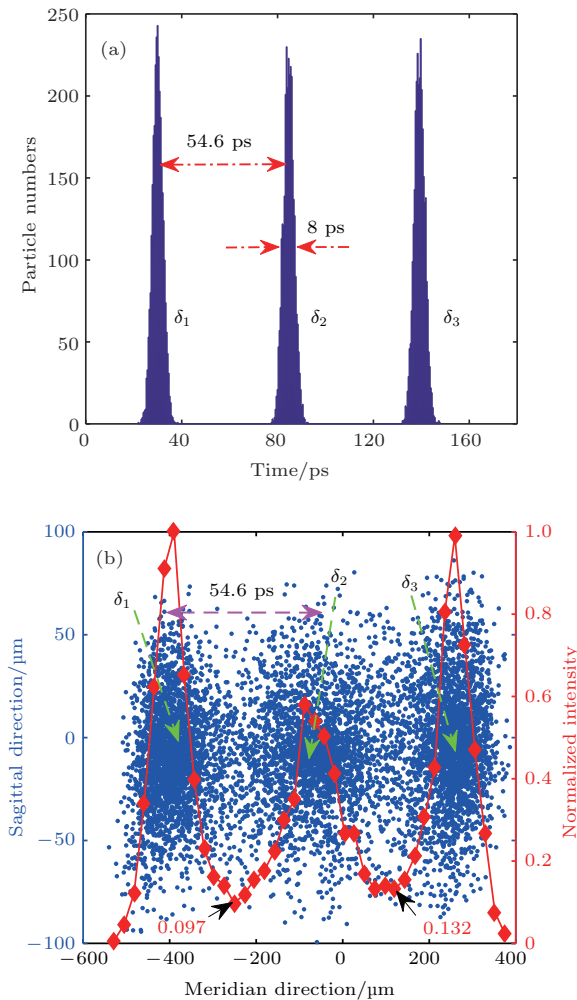 (a)
250
200
150
100
50
0
Particle numbers
54.6 ps
8 ps
δ1
δ2
δ3
0
40
80
120
160
Time/ps
(b)
100
50
0
−50
−100
Sagittal direction/µm
1.0
0.8
0.6
0.4
0.2
0
Normalized intensity
54.6 ps
δ1
δ2
δ3
0.097
0.132
−600
−400
−200
0
200
400
Meridian direction/µm